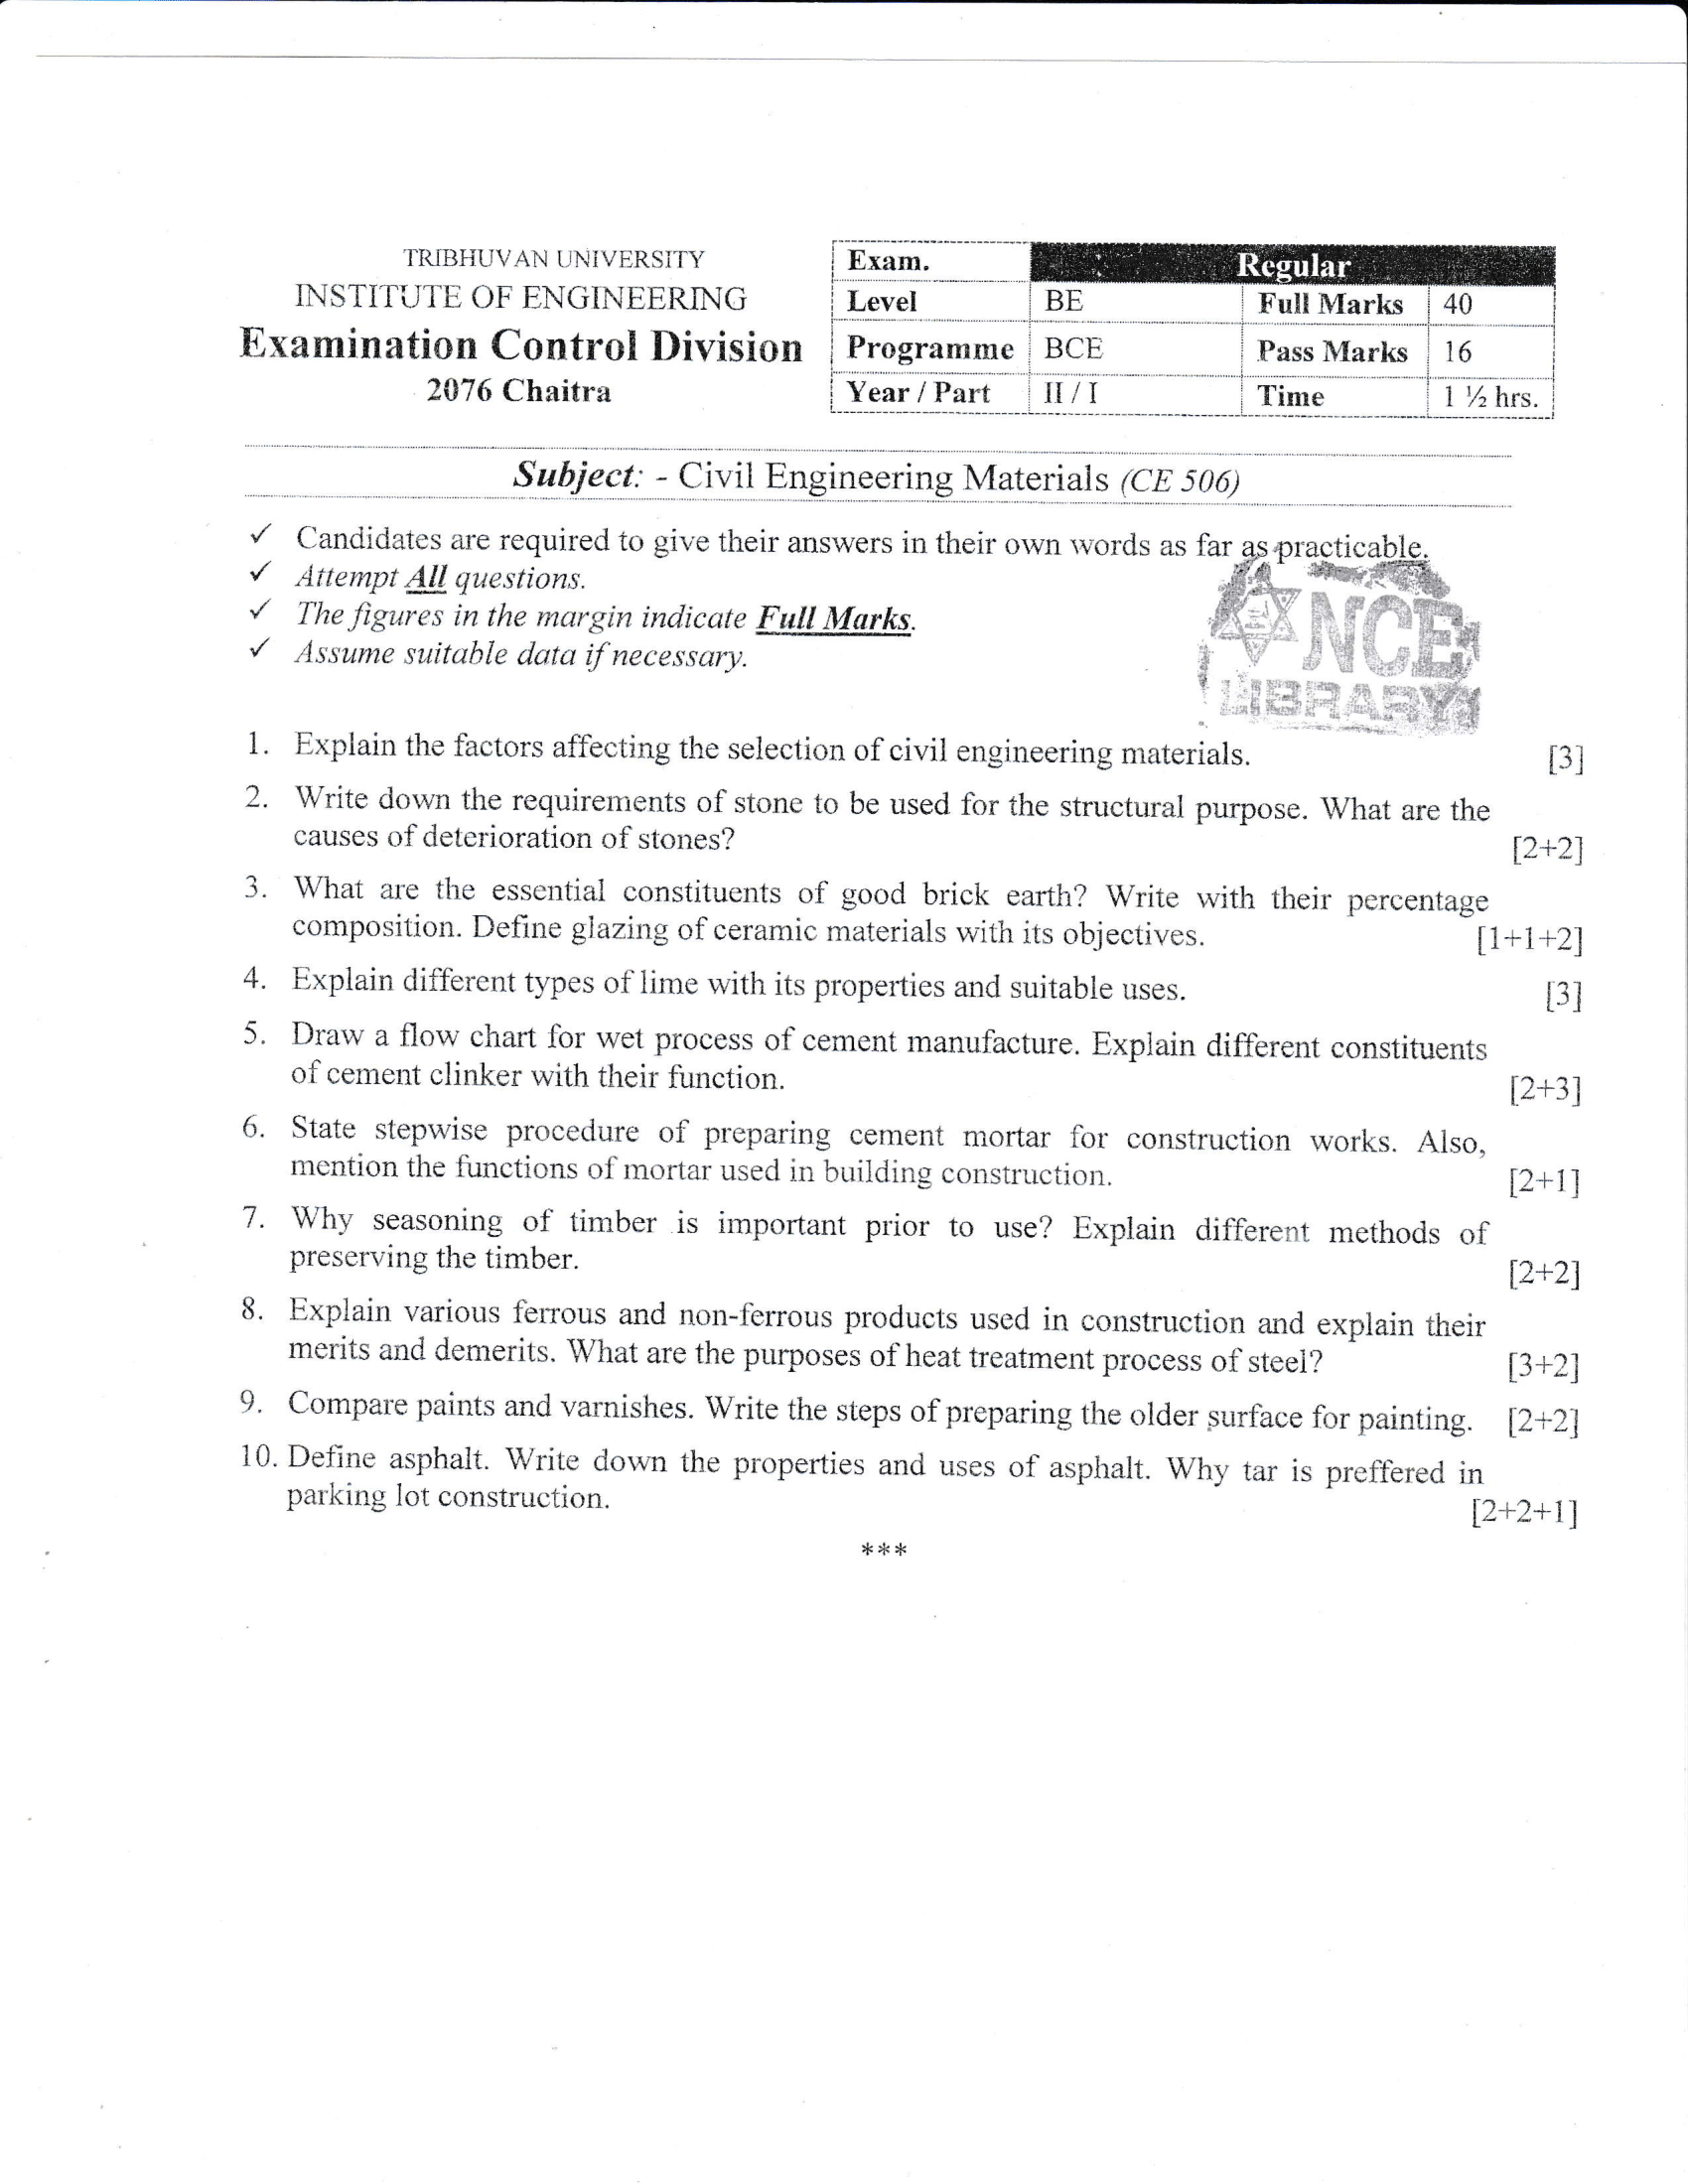 TRIBHUVAN UNIVERSITY
INSTITUTE OF ENGINEERING
Examination Control Division
2076 Chaitra
Exam. Regular
Level BE Full Marks 40
Programme BCE Pass Marks 16
Year / Part II / I Time 1 ½ hrs.
Subject: - Civil Engineering Materials (CE 506)
✓ Candidates are required to give their answers in their own words as far as practicable.
✓ Attempt All questions.
✓ The figures in the margin indicate Full Marks.
✓ Assume suitable data if necessary.
NCE
LIBRARY
1. Explain the factors affecting the selection of civil engineering materials. [3]
2. Write down the requirements of stone to be used for the structural purpose. What are the
causes of deterioration of stones? [2+2]
3. What are the essential constituents of good brick earth? Write with their percentage
composition. Define glazing of ceramic materials with its objectives. [1+1+2]
4. Explain different types of lime with its properties and suitable uses. [3]
5. Draw a flow chart for wet process of cement manufacture. Explain different constituents
of cement clinker with their function. [2+3]
6. State stepwise procedure of preparing cement mortar for construction works. Also,
mention the functions of mortar used in building construction. [2+1]
7. Why seasoning of timber is important prior to use? Explain different methods of
preserving the timber. [2+2]
8. Explain various ferrous and non-ferrous products used in construction and explain their
merits and demerits. What are the purposes of heat treatment process of steel? [3+2]
9. Compare paints and varnishes. Write the steps of preparing the older surface for painting. [2+2]
10. Define asphalt. Write down the properties and uses of asphalt. Why tar is preffered in
parking lot construction. [2+2+1]
***